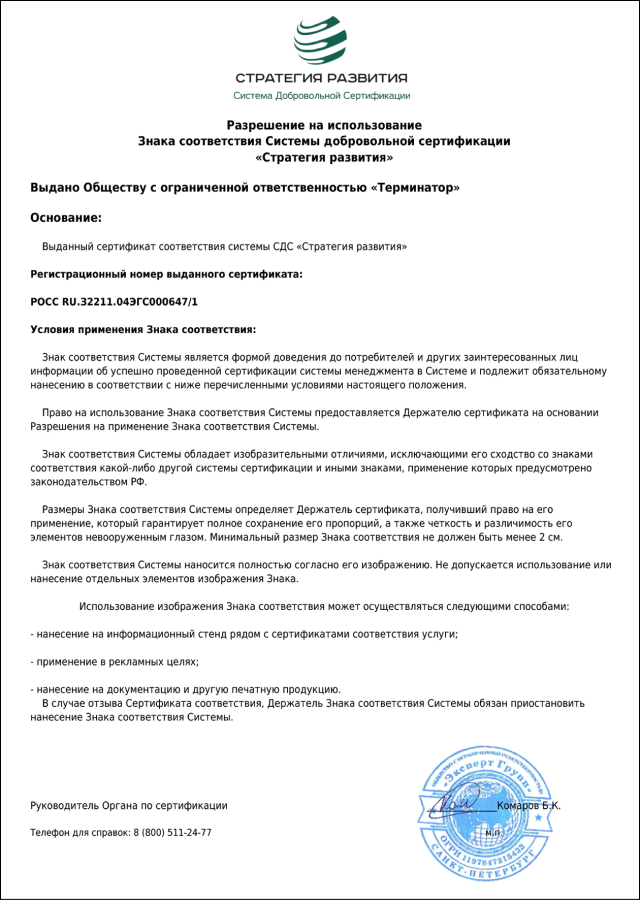 СТРАТЕГИЯ РАЗВИТИЯ
Система Добровольной Сертификации
Разрешение на использование
Знака соответствия Системы добровольной сертификации
«Стратегия развития»
Выдано Обществу с ограниченной ответственностью «Терминатор»
Основание:
Выданный сертификат соответствия системы СДС «Стратегия развития»
Регистрационный номер выданного сертификата:
РОСС RU.32211.04ЭГС000647/1
Условия применения Знака соответствия:
Знак соответствия Системы является формой доведения до потребителей и других заинтересованных лиц
информации об успешно проведенной сертификации системы менеджмента в Системе и подлежит обязательному
нанесению в соответствии с ниже перечисленными условиями настоящего положения.
Право на использование Знака соответствия Системы предоставляется Держателю сертификата на основании
Разрешения на применение Знака соответствия Системы.
Знак соответствия Системы обладает изобразительными отличиями, исключающими его сходство со знаками
соответствия какой-либо другой системы сертификации и иными знаками, применение которых предусмотрено
законодательством РФ.
Размеры Знака соответствия Системы определяет Держатель сертификата, получивший право на его
применение, который гарантирует полное сохранение его пропорций, а также четкость и различимость его
элементов невооруженным глазом. Минимальный размер Знака соответствия не должен быть менее 2 см.
Знак соответствия Системы наносится полностью согласно его изображению. Не допускается использование или
нанесение отдельных элементов изображения Знака.
Использование изображения Знака соответствия может осуществляться следующими способами:
- нанесение на информационный стенд рядом с сертификатами соответствия услуги;
- применение в рекламных целях;
- нанесение на документацию и другую печатную продукцию.
В случае отзыва Сертификата соответствия, Держатель Знака соответствия Системы обязан приостановить
нанесение Знака соответствия Системы.
«Эксперт Групп»
Руководитель Органа по сертификации
Комаров Б.К.
Телефон для справок: 8 (800) 511-24-77
м.п.
ОГРН 1197847215433
САНКТ-ПЕТЕРБУРГ